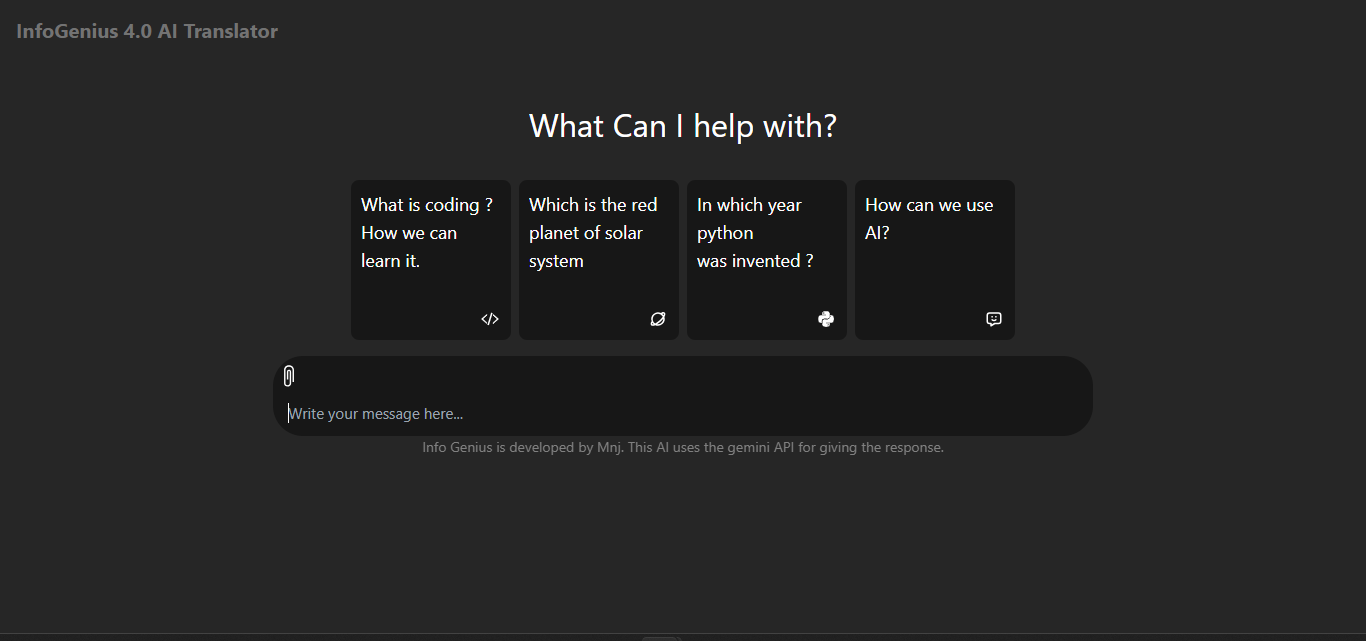 InfoGenius 4.0 AI Translator
What Can I help with?
What is coding ?
How we can
learn it.
Which is the red
planet of solar
system
In which year
python
was invented ?
How can we use
AI?
Write your message here...
Info Genius is developed by Mnj. This AI uses the gemini API for giving the response.